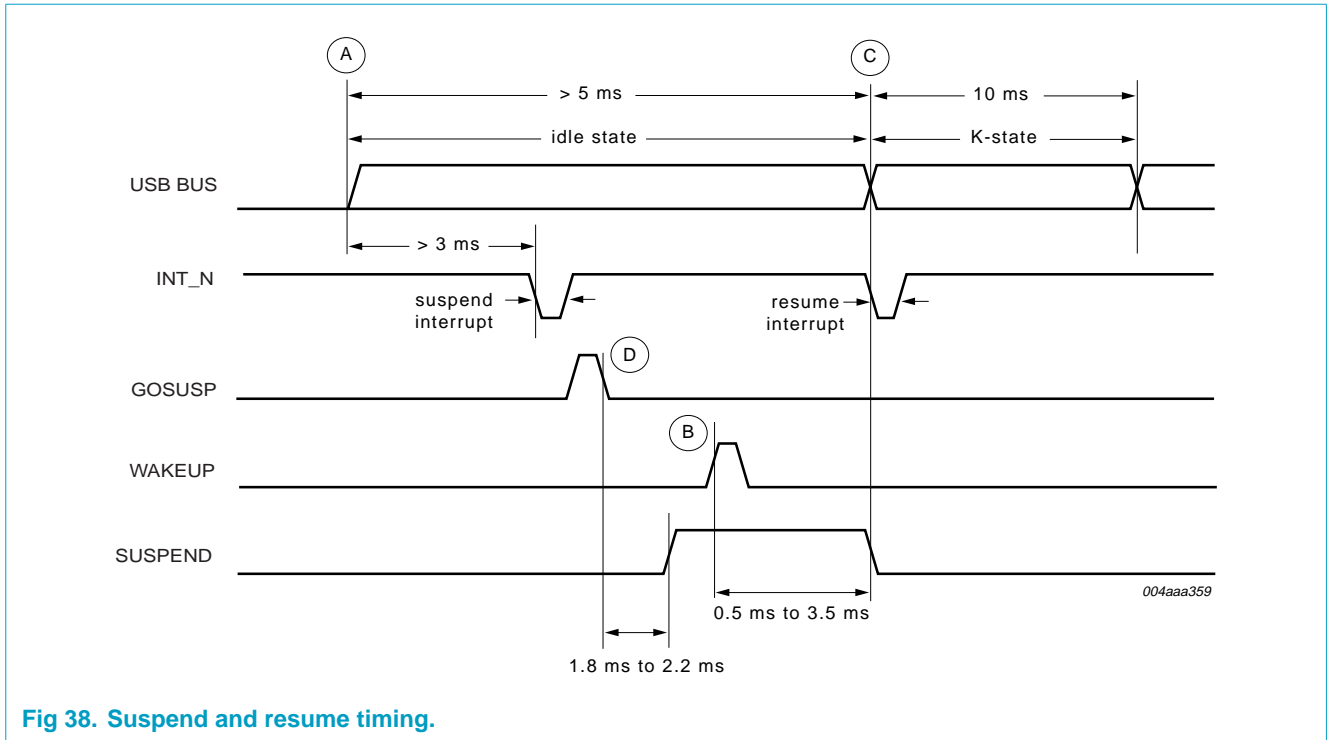 A
C
> 5 ms
10 ms
idle state
K-state
USB BUS
> 3 ms
INT_N
suspend
interrupt
resume
interrupt
D
GOSUSP
B
WAKEUP
SUSPEND
004aaa359
0.5 ms to 3.5 ms
1.8 ms to 2.2 ms
Fig 38. Suspend and resume timing.